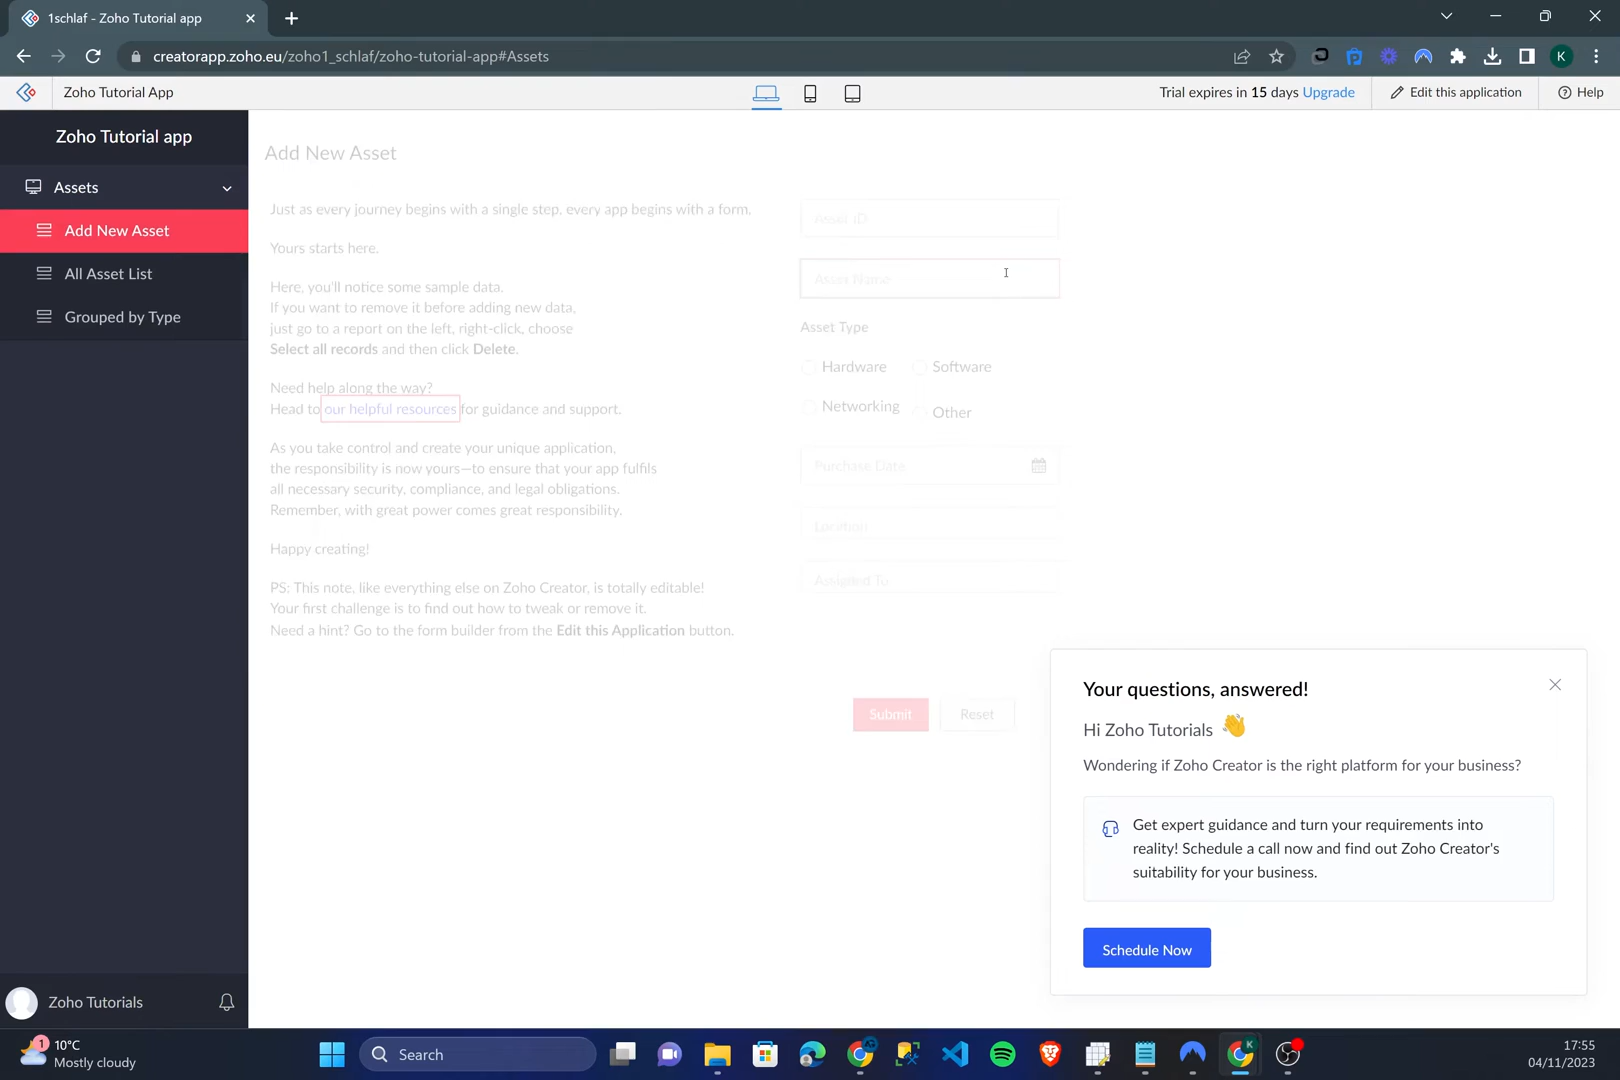 1schlaf - Zoho Tutorial app
creatorapp.zoho.eu/zoho1_schlaf/zoho-tutorial-app#Assets
K
Zoho Tutorial App
Trial expires in 15 days Upgrade
Edit this application
Help
Zoho Tutorial app
Assets
Add New Asset
All Asset List
Grouped by Type
Add New Asset
Just as every journey begins with a single step, every app begins with a form,
Yours starts here.
Here, you'll notice some sample data.
If you want to remove it before adding new data,
just go to a report on the left, right-click, choose
Select all records and then click Delete.
Need help along the way?
Head to our helpful resources for guidance and support.
As you take control and create your unique application,
the responsibility is now yours—to ensure that your app fulfils
all necessary security, compliance, and legal obligations.
Remember, with great power comes great responsibility.
Happy creating!
PS: This note, like everything else on Zoho Creator, is totally editable!
Your first challenge is to find out how to tweak or remove it.
Need a hint? Go to the form builder from the Edit this Application button.
Asset ID
Asset Name
Asset Type
Hardware
Software
Networking
Other
Purchase Date
Location
Assigned To
Submit
Reset
Your questions, answered!
Hi Zoho Tutorials 👋
Wondering if Zoho Creator is the right platform for your business?
Get expert guidance and turn your requirements into
reality! Schedule a call now and find out Zoho Creator's
suitability for your business.
Schedule Now
Zoho Tutorials
1
10°C
Mostly cloudy
Search
K
17:55
04/11/2023